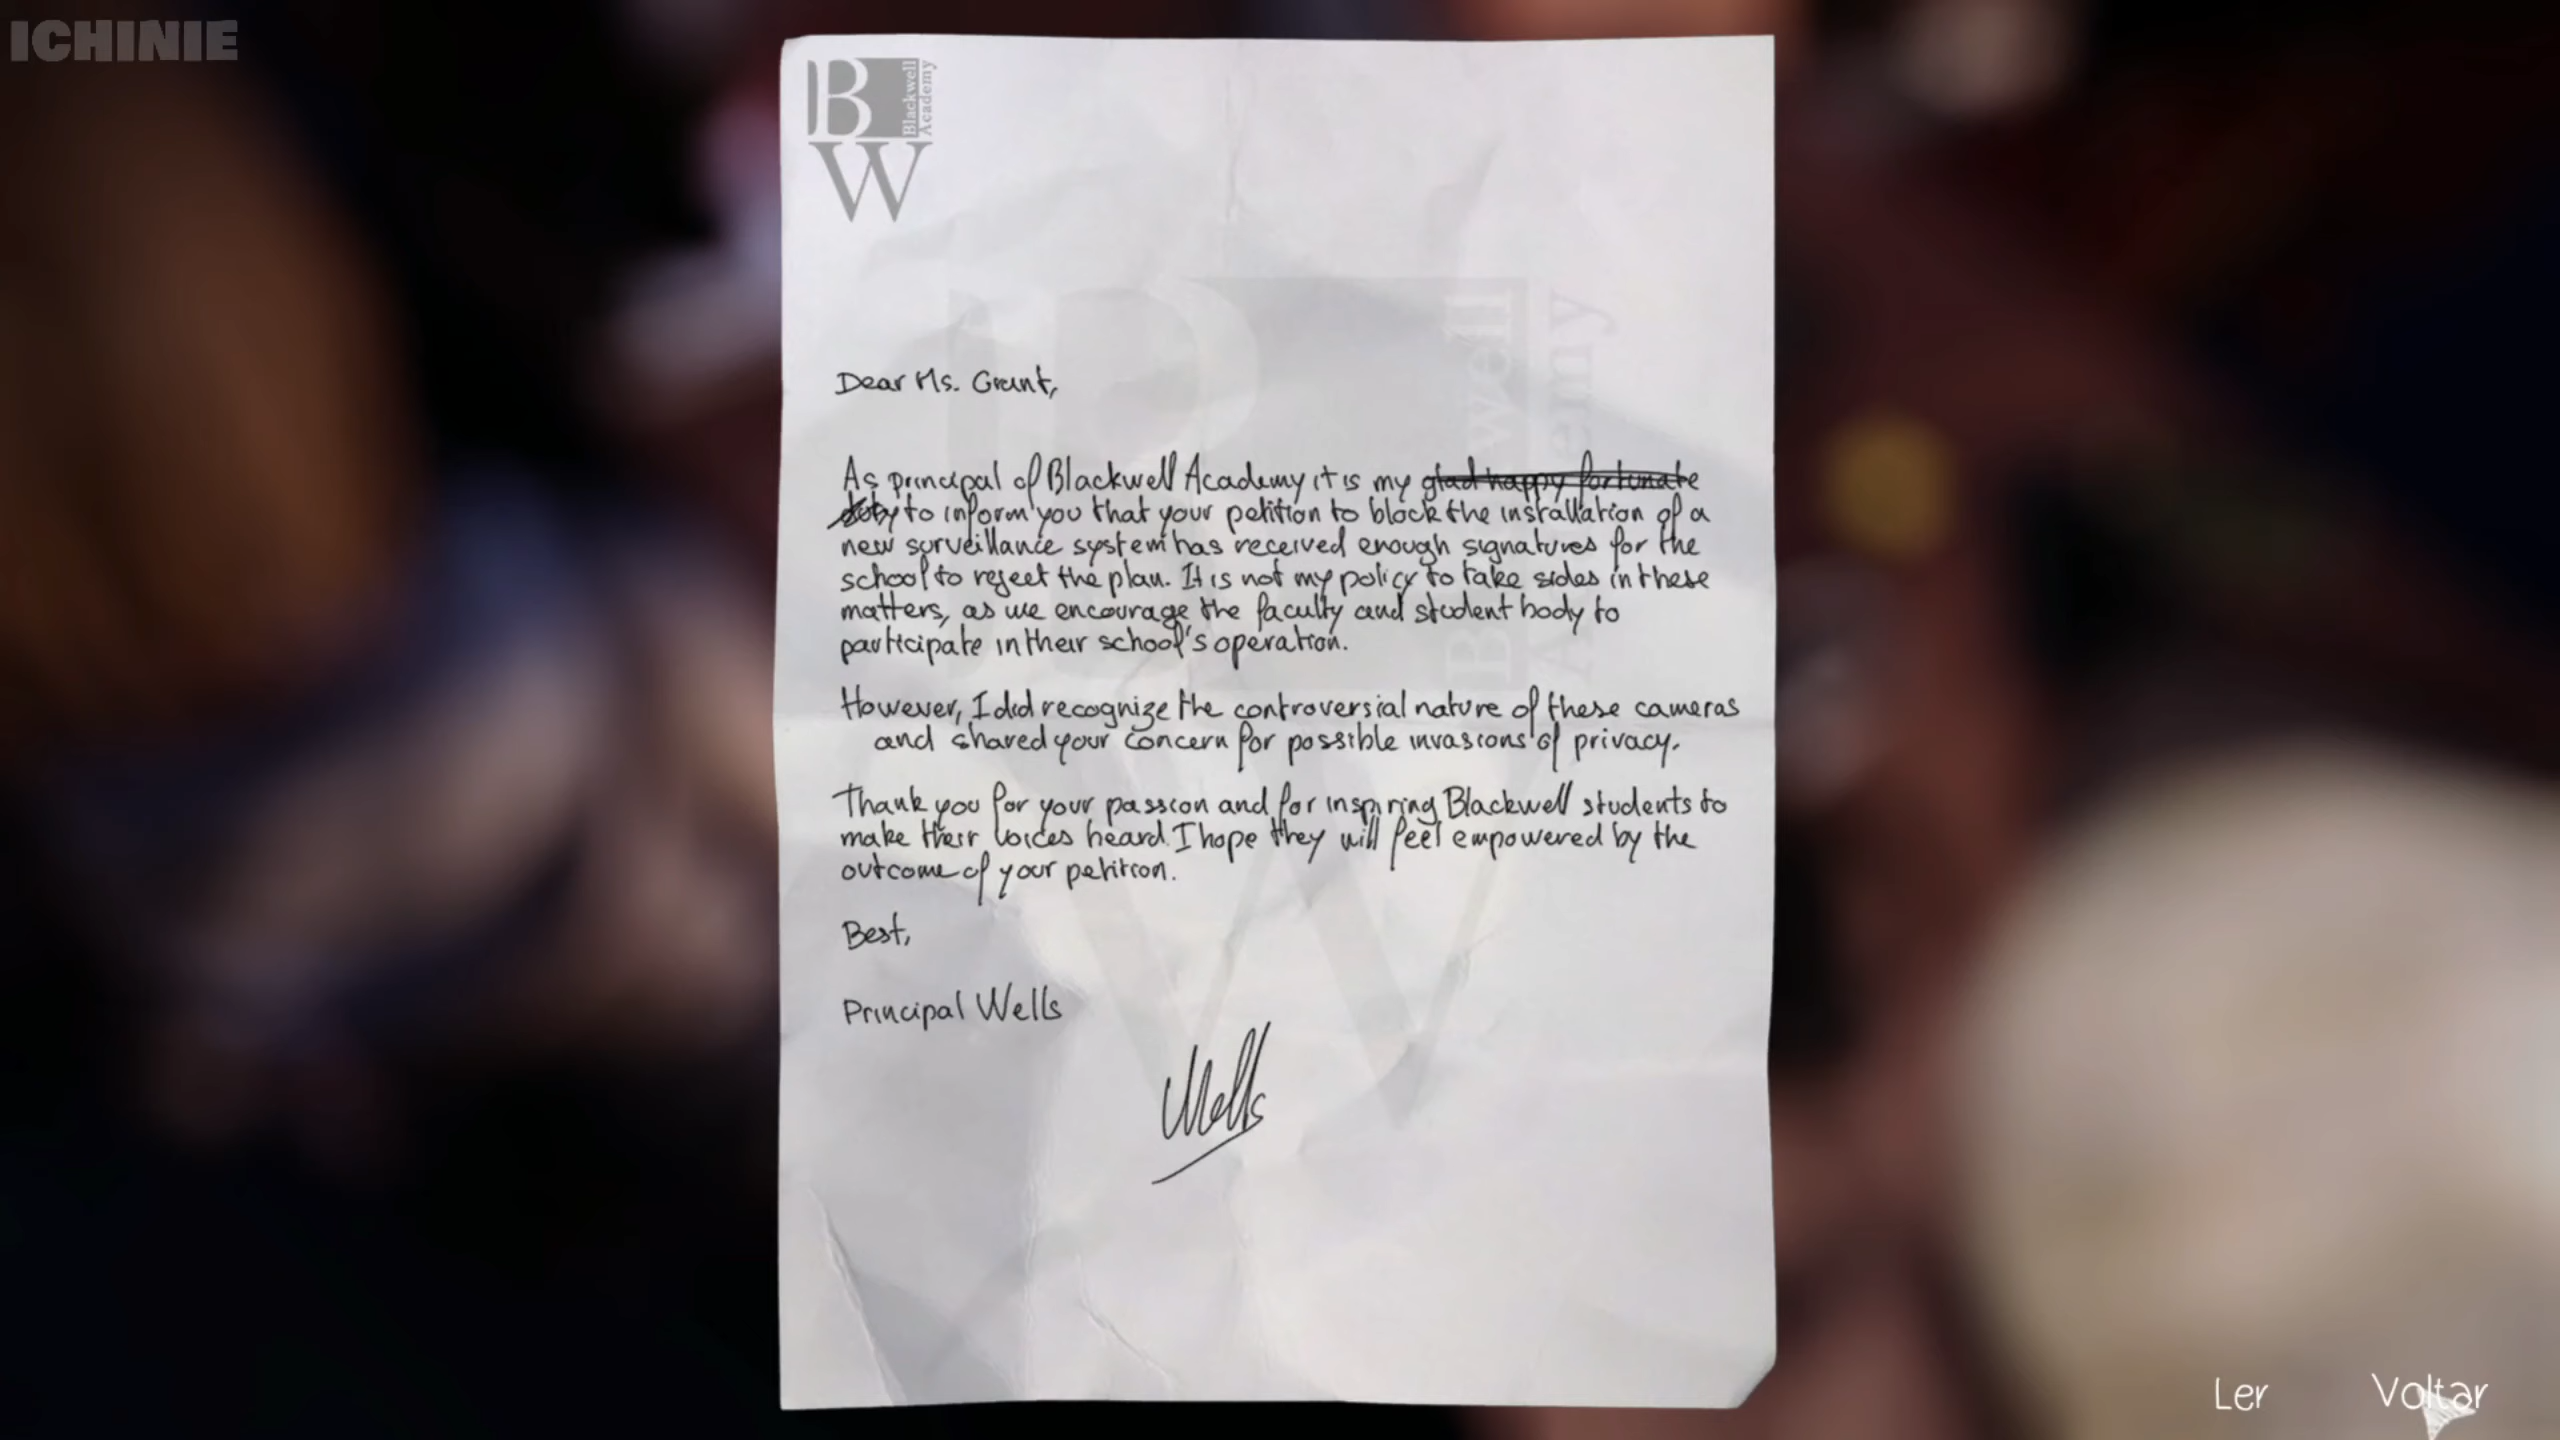 ICHINIE
B
Blackwell
Academy
W
Dear Ms. Grant,
As principal of Blackwell Academy it is my glad happy fortunate
duty to inform you that your petition to block the installation of a
new surveillance system has received enough signatures for the
school to reject the plan. It is not my policy to take sides in these
matters, as we encourage the faculty and student body to
participate in their school's operation.
However, I did recognize the controversial nature of these cameras
and shared your concern for possible invasions of privacy.
Thank you for your passion and for inspiring Blackwell students to
make their voices heard. I hope they will feel empowered by the
outcome of your petition.
Best,
Principal Wells
Wells
Ler
Voltar